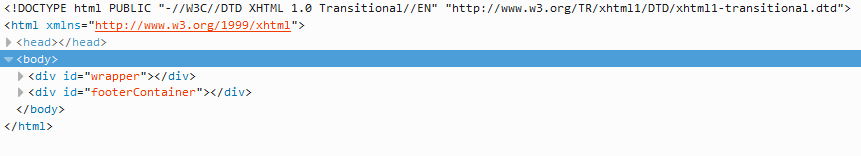 <!DOCTYPE html PUBLIC "-//W3C//DTD XHTML 1.0 Transitional//EN" "http://www.w3.org/TR/xhtml1/DTD/xhtml1-transitional.dtd">
<html xmlns="http://www.w3.org/1999/xhtml">
<head></head>
<body>
<div id="wrapper"></div>
<div id="footerContainer"></div>
</body>
</html>